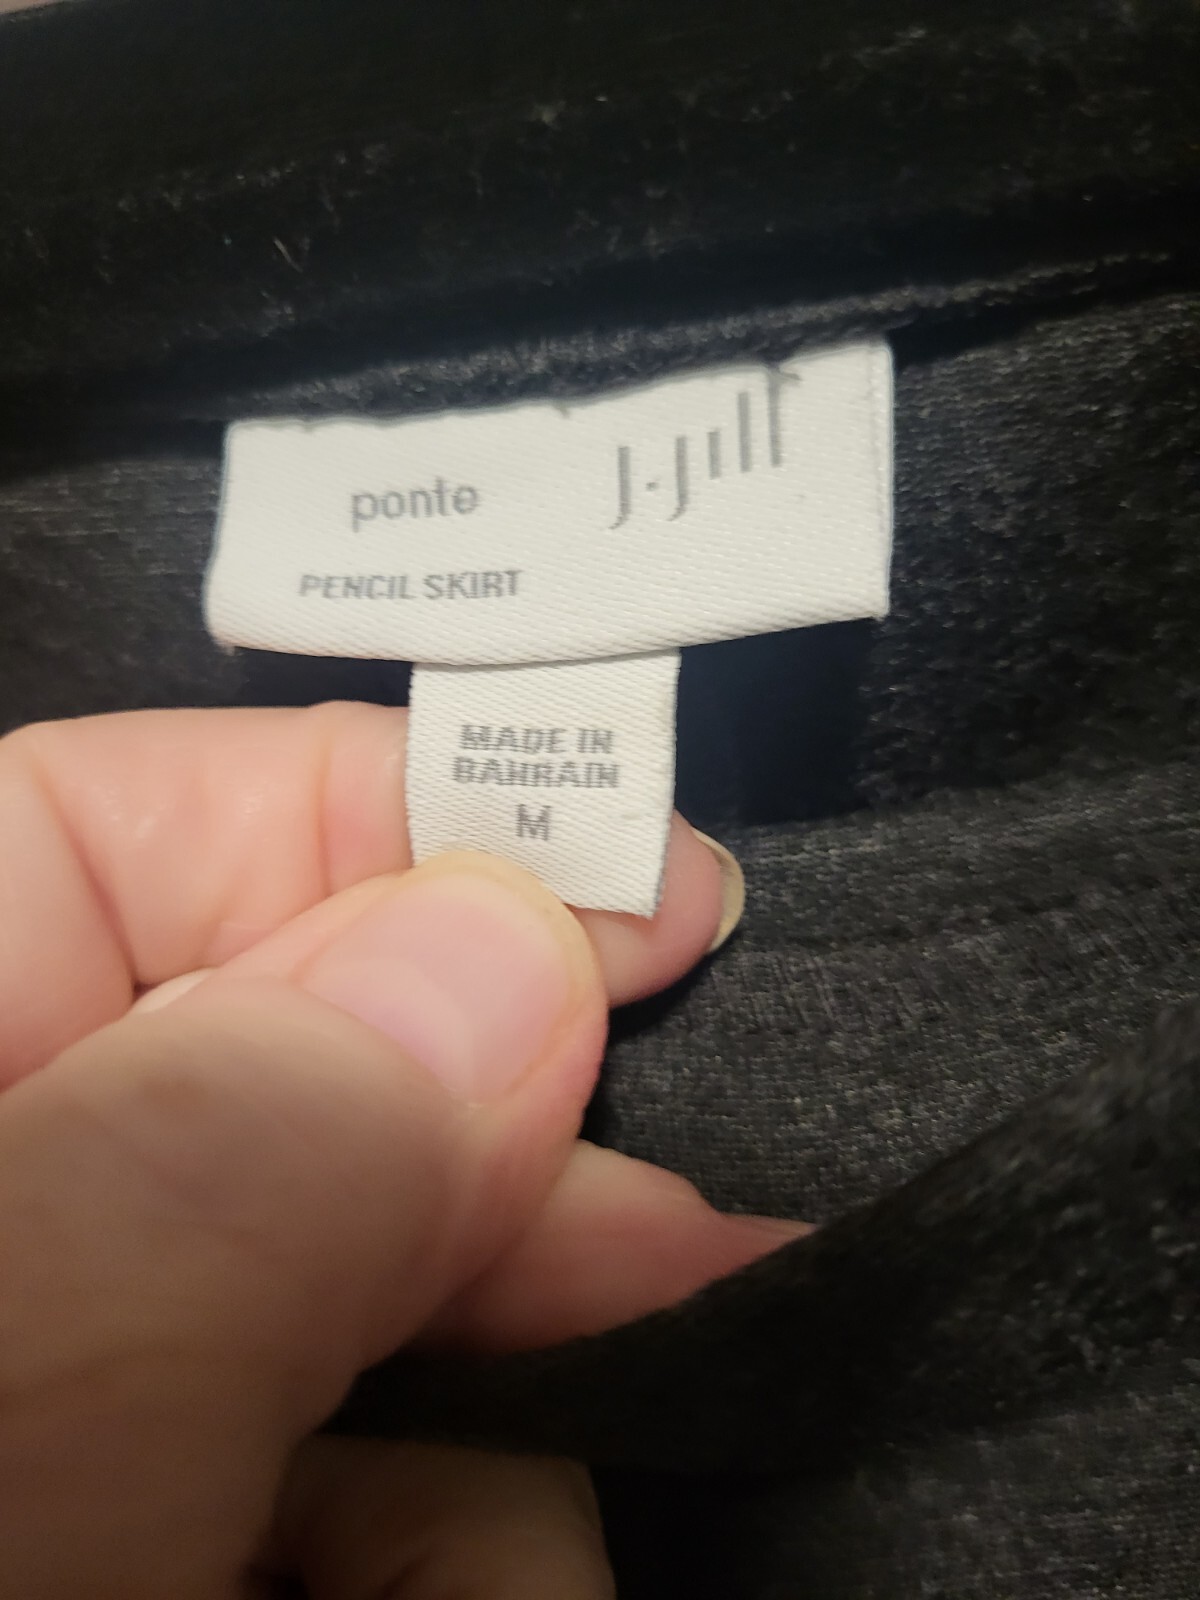 ponte J.Jill
PENCIL SKIRT
MADE IN
BAHRAIN
M